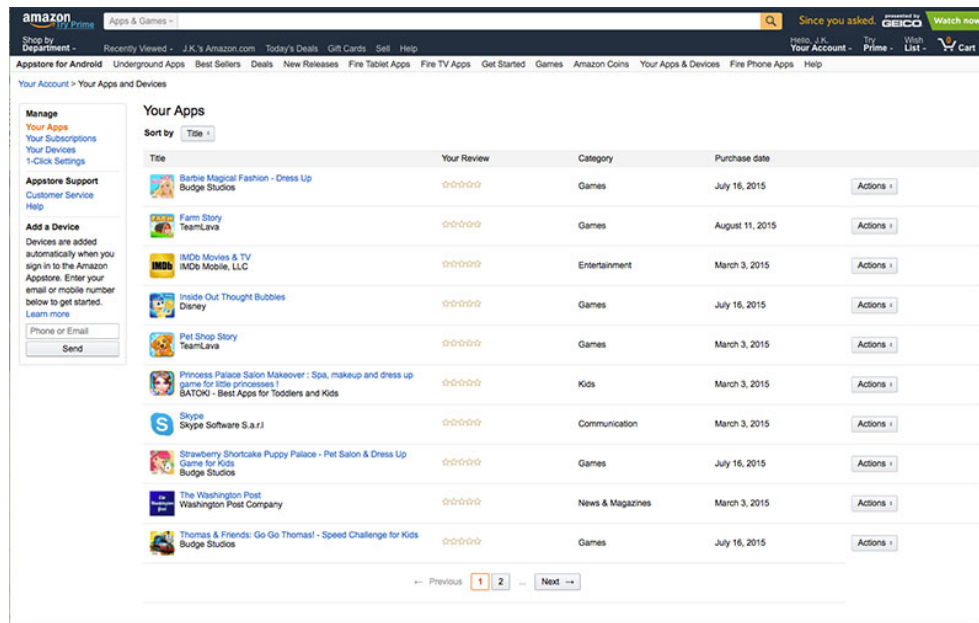 amazon
Try Prime
Apps & Games
Since you asked. presented by GEICO Watch now
Shop by
Department
Recently Viewed J.K.'s Amazon.com Today's Deals Gift Cards Sell Help
Hello, J.K.
Your Account
Try
Prime
Wish
List
0
Cart
Appstore for Android Underground Apps Best Sellers Deals New Releases Fire Tablet Apps Fire TV Apps Get Started Games Amazon Coins Your Apps & Devices Fire Phone Apps Help
Your Account > Your Apps and Devices
Manage
Your Apps
Your Subscriptions
Your Devices
1-Click Settings
Appstore Support
Customer Service
Help
Add a Device
Devices are added
automatically when you
sign in to the Amazon
Appstore. Enter your
email or mobile number
below to get started.
Learn more
Phone or Email
Send
Your Apps
Sort by Title
Title Your Review Category Purchase date
Barbie Magical Fashion - Dress Up
Budge Studios
Games July 16, 2015 Actions
FARM
Farm Story
TeamLava
Games August 11, 2015 Actions
IMDb
IMDb Movies & TV
IMDb Mobile, LLC
Entertainment March 3, 2015 Actions
Inside Out Thought Bubbles
Disney
Games July 16, 2015 Actions
Pet Shop Story
TeamLava
Games March 3, 2015 Actions
Princess Palace Salon Makeover : Spa, makeup and dress up
game for little princesses !
BATOKI - Best Apps for Toddlers and Kids
Kids March 3, 2015 Actions
S
Skype
Skype Software S.a.r.l
Communication March 3, 2015 Actions
Strawberry Shortcake Puppy Palace - Pet Salon & Dress Up
Game for Kids
Budge Studios
Games July 16, 2015 Actions
The
Washington
Post
The Washington Post
Washington Post Company
News & Magazines March 3, 2015 Actions
Thomas & Friends: Go Go Thomas! - Speed Challenge for Kids
Budge Studios
Games July 16, 2015 Actions
← Previous 1 2 ... Next →